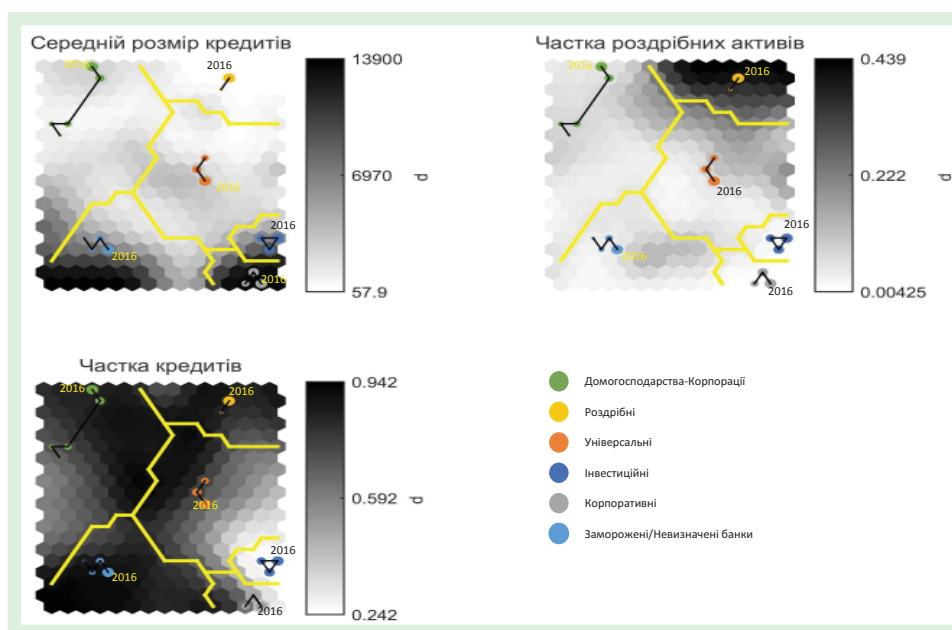 Середній розмір кредитів
2016
2016
2016
2016
2016
2016
13900
6970
57.9
d
Частка роздрібних активів
2016
2016
2016
2016
2016
2016
0.439
0.222
0.00425
d
Частка кредитів
2016
2016
2016
2016
2016
2016
0.942
0.592
0.242
d
Домогосподарства-Корпорації
Роздрібні
Універсальні
Інвестиційні
Корпоративні
Заморожені/Невизначені банки